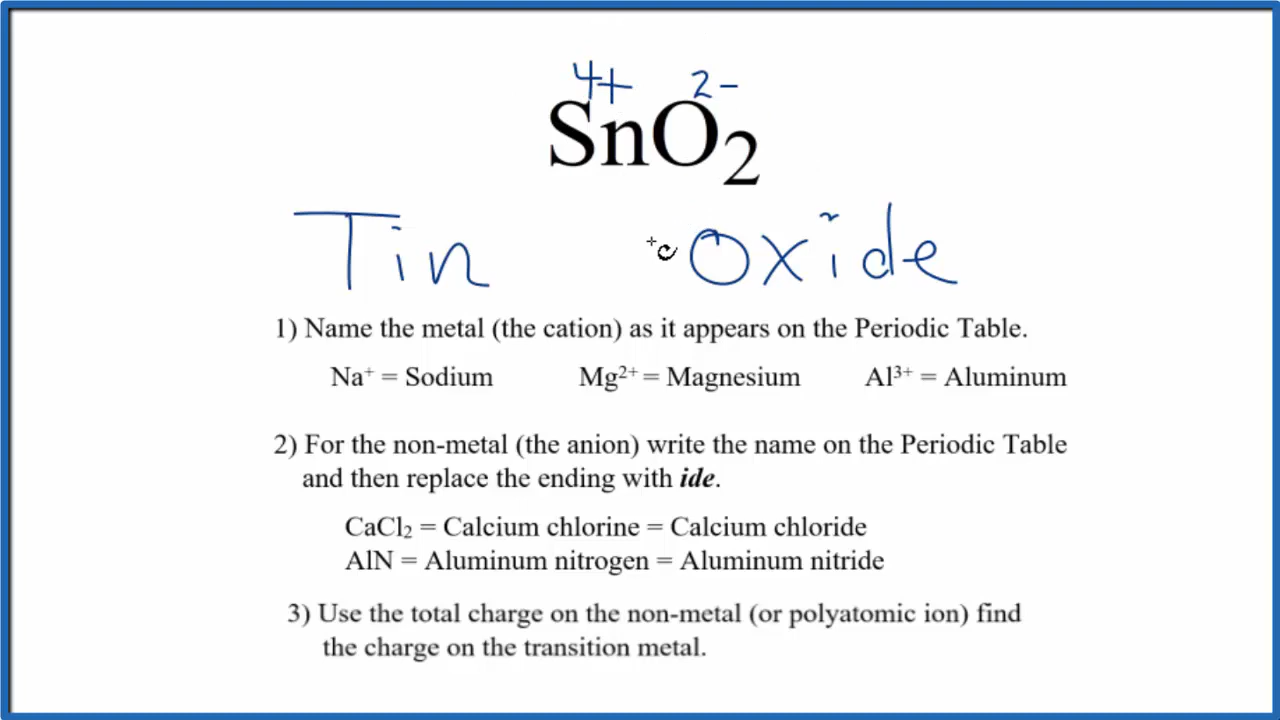 4+ 2-
SnO₂
Tin Oxide
1) Name the metal (the cation) as it appears on the Periodic Table.
Na⁺ = Sodium Mg²⁺ = Magnesium Al³⁺ = Aluminum
2) For the non-metal (the anion) write the name on the Periodic Table
and then replace the ending with ide.
CaCl₂ = Calcium chlorine = Calcium chloride
AlN = Aluminum nitrogen = Aluminum nitride
3) Use the total charge on the non-metal (or polyatomic ion) find
the charge on the transition metal.